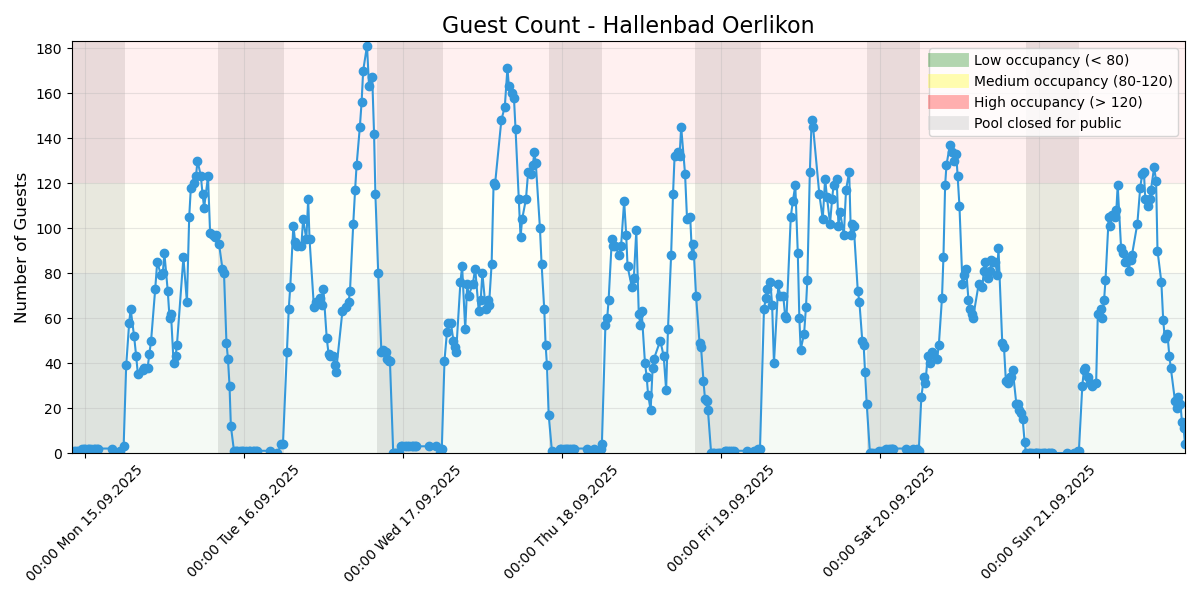 Guest Count - Hallenbad Oerlikon
Number of Guests
180
160
140
120
100
80
60
40
20
0
Low occupancy (< 80)
Medium occupancy (80-120)
High occupancy (> 120)
Pool closed for public
00:00 Mon 15.09.2025
00:00 Tue 16.09.2025
00:00 Wed 17.09.2025
00:00 Thu 18.09.2025
00:00 Fri 19.09.2025
00:00 Sat 20.09.2025
00:00 Sun 21.09.2025